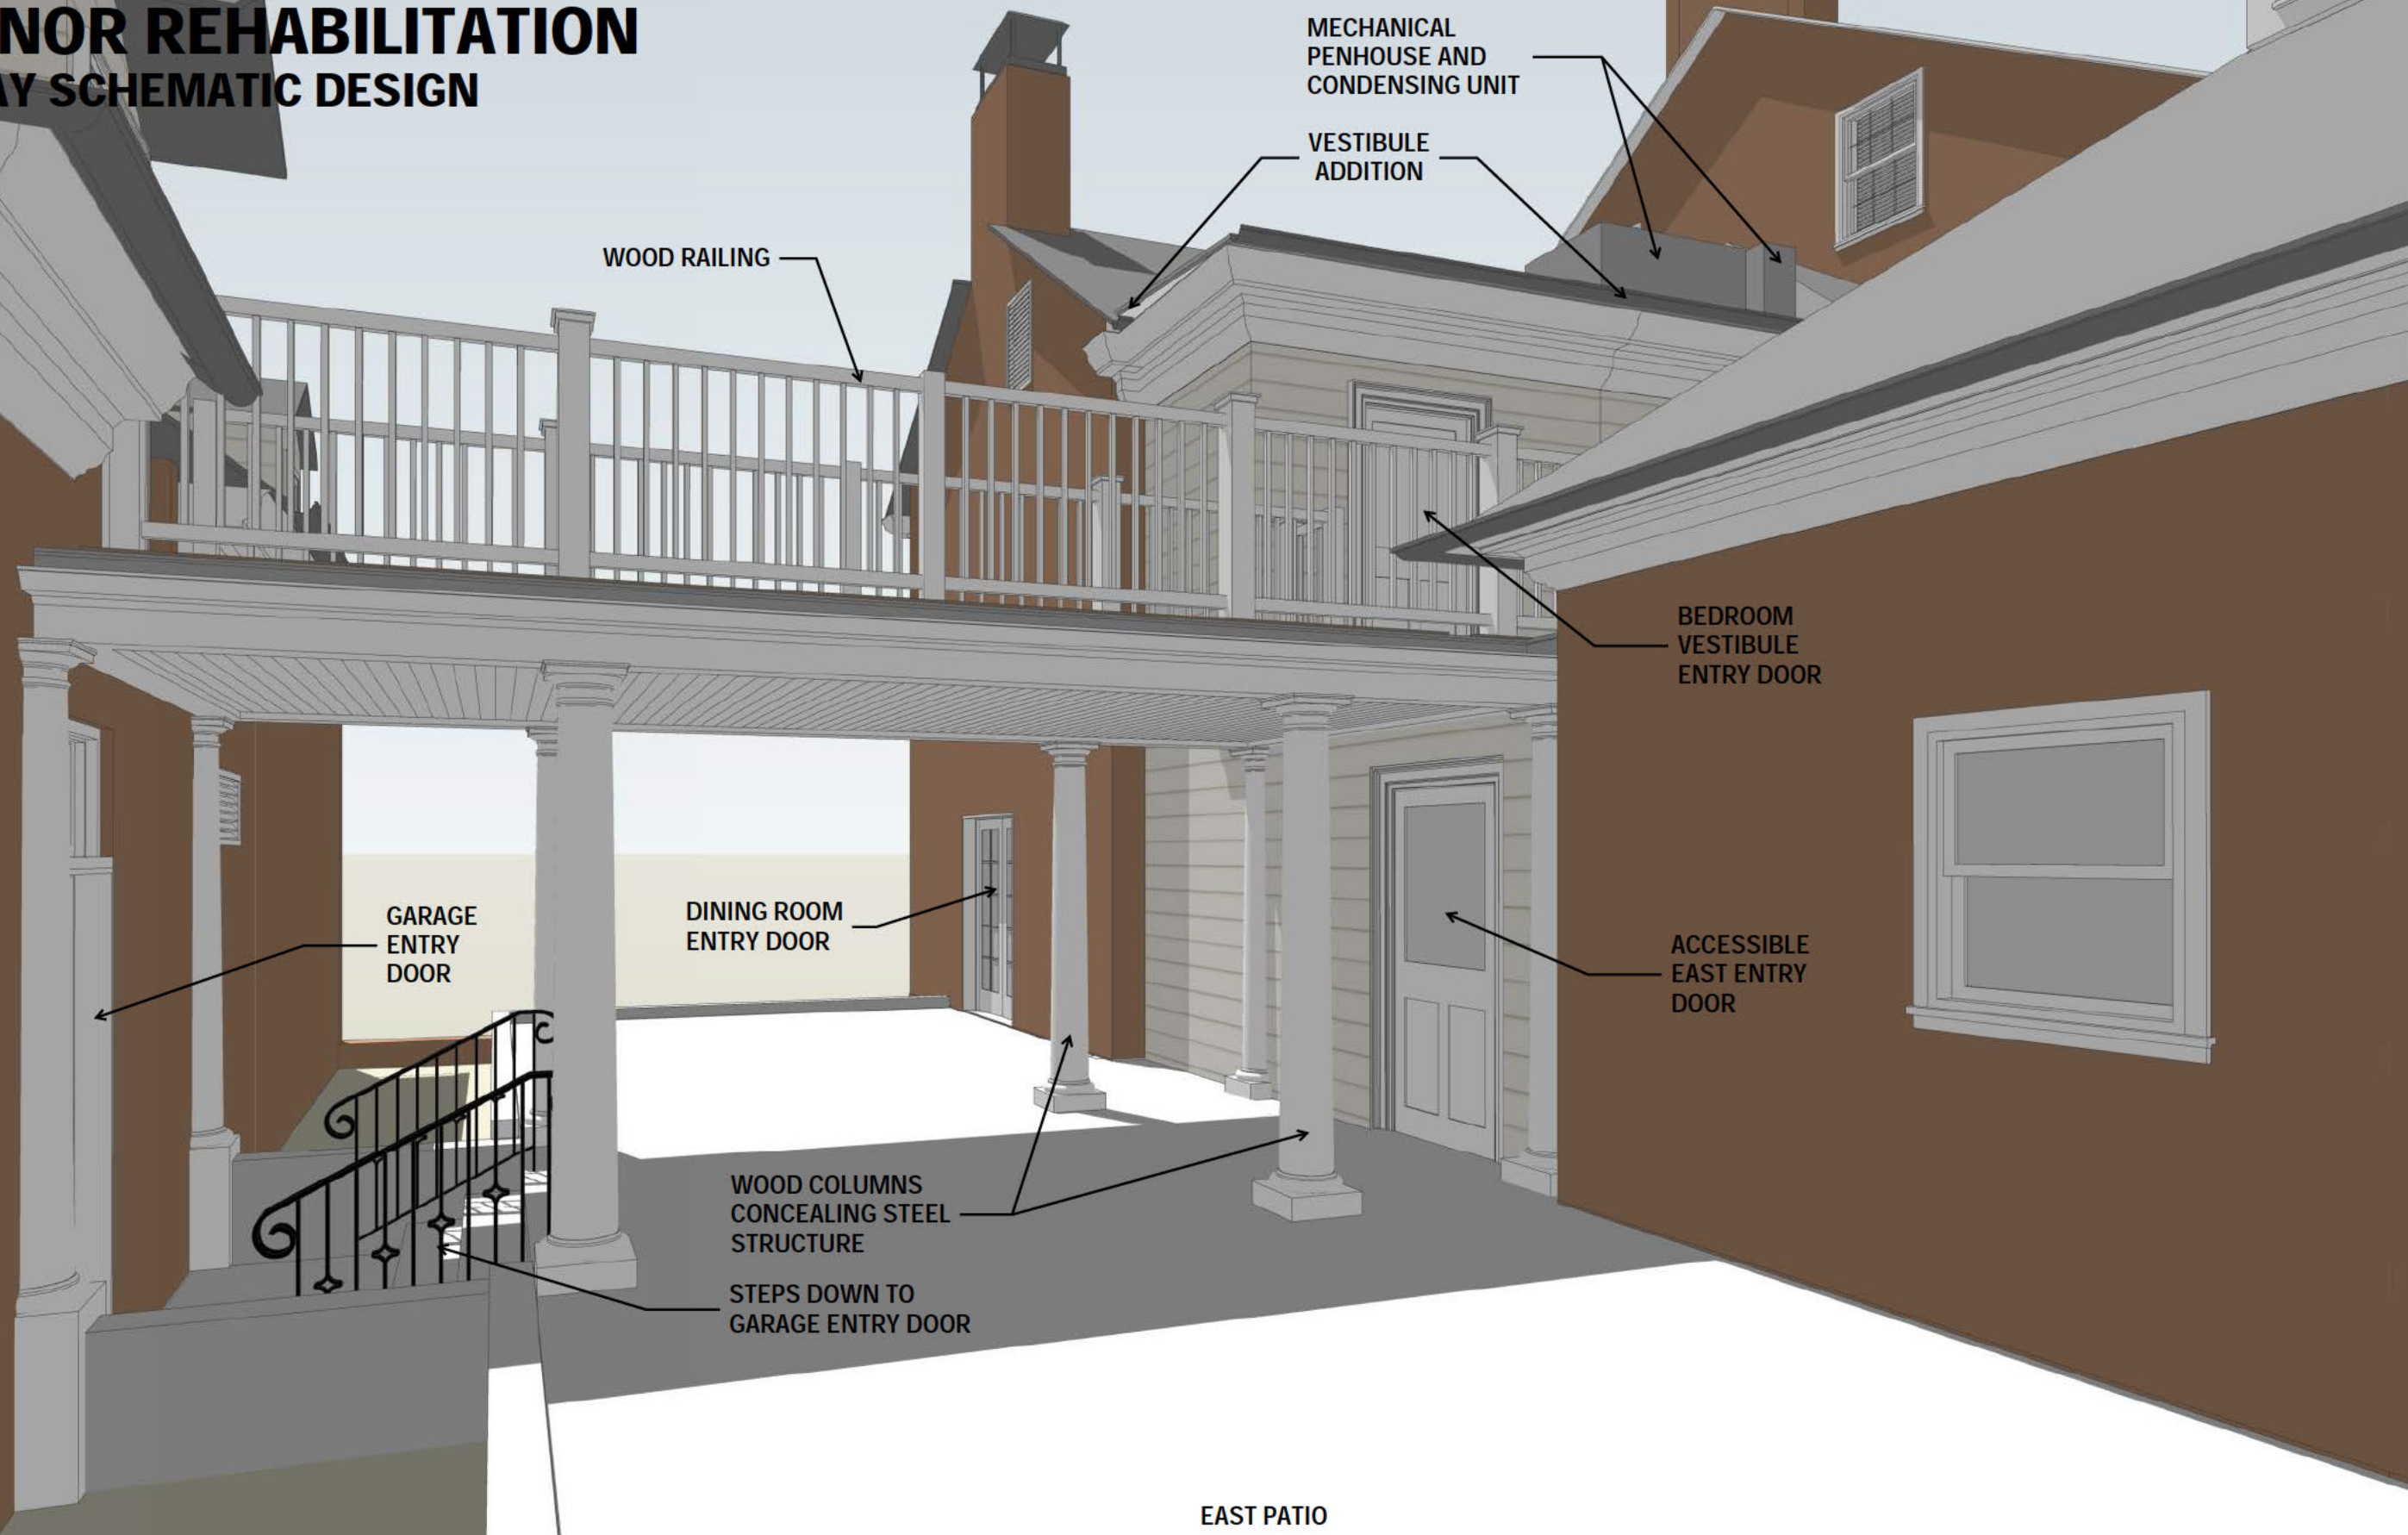 NOR REHABILITATION
AY SCHEMATIC DESIGN
MECHANICAL
PENHOUSE AND
CONDENSING UNIT
VESTIBULE
ADDITION
WOOD RAILING
BEDROOM
VESTIBULE
ENTRY DOOR
GARAGE
ENTRY
DOOR
DINING ROOM
ENTRY DOOR
ACCESSIBLE
EAST ENTRY
DOOR
WOOD COLUMNS
CONCEALING STEEL
STRUCTURE
STEPS DOWN TO
GARAGE ENTRY DOOR
EAST PATIO